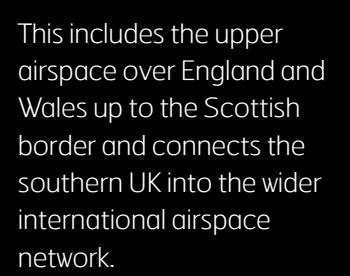 This includes the upper
airspace over England and
Wales up to the Scottish
border and connects the
southern UK into the wider
international airspace
network.